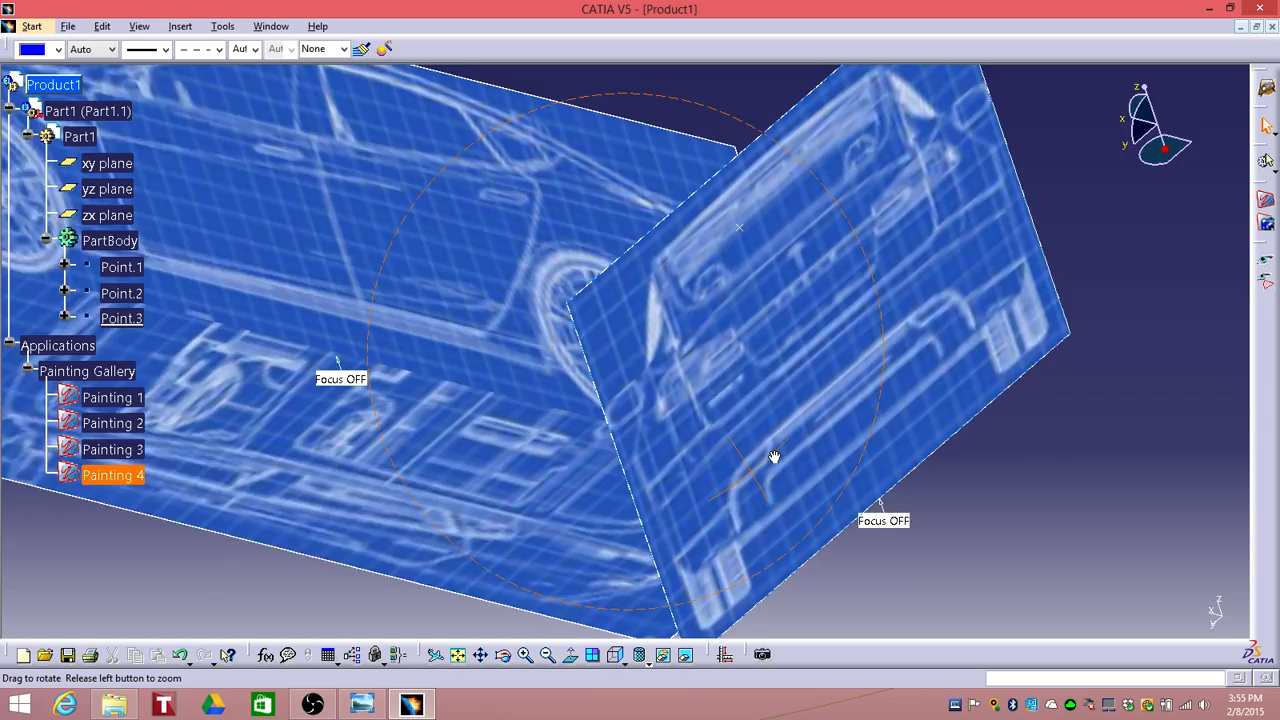 CATIA V5 - [Product1]
Start File Edit View Insert Tools Window Help
Auto Aut Aut None
Product1
Part1 (Part1.1)
Part1
xy plane
yz plane
zx plane
PartBody
Point.1
Point.2
Point.3
Applications
Painting Gallery
Painting 1
Painting 2
Painting 3
Painting 4
Focus OFF
Focus OFF
z
x
y
z
x
y
f(x)
CATIA
Drag to rotate Release left button to zoom
3:55 PM
2/8/2015